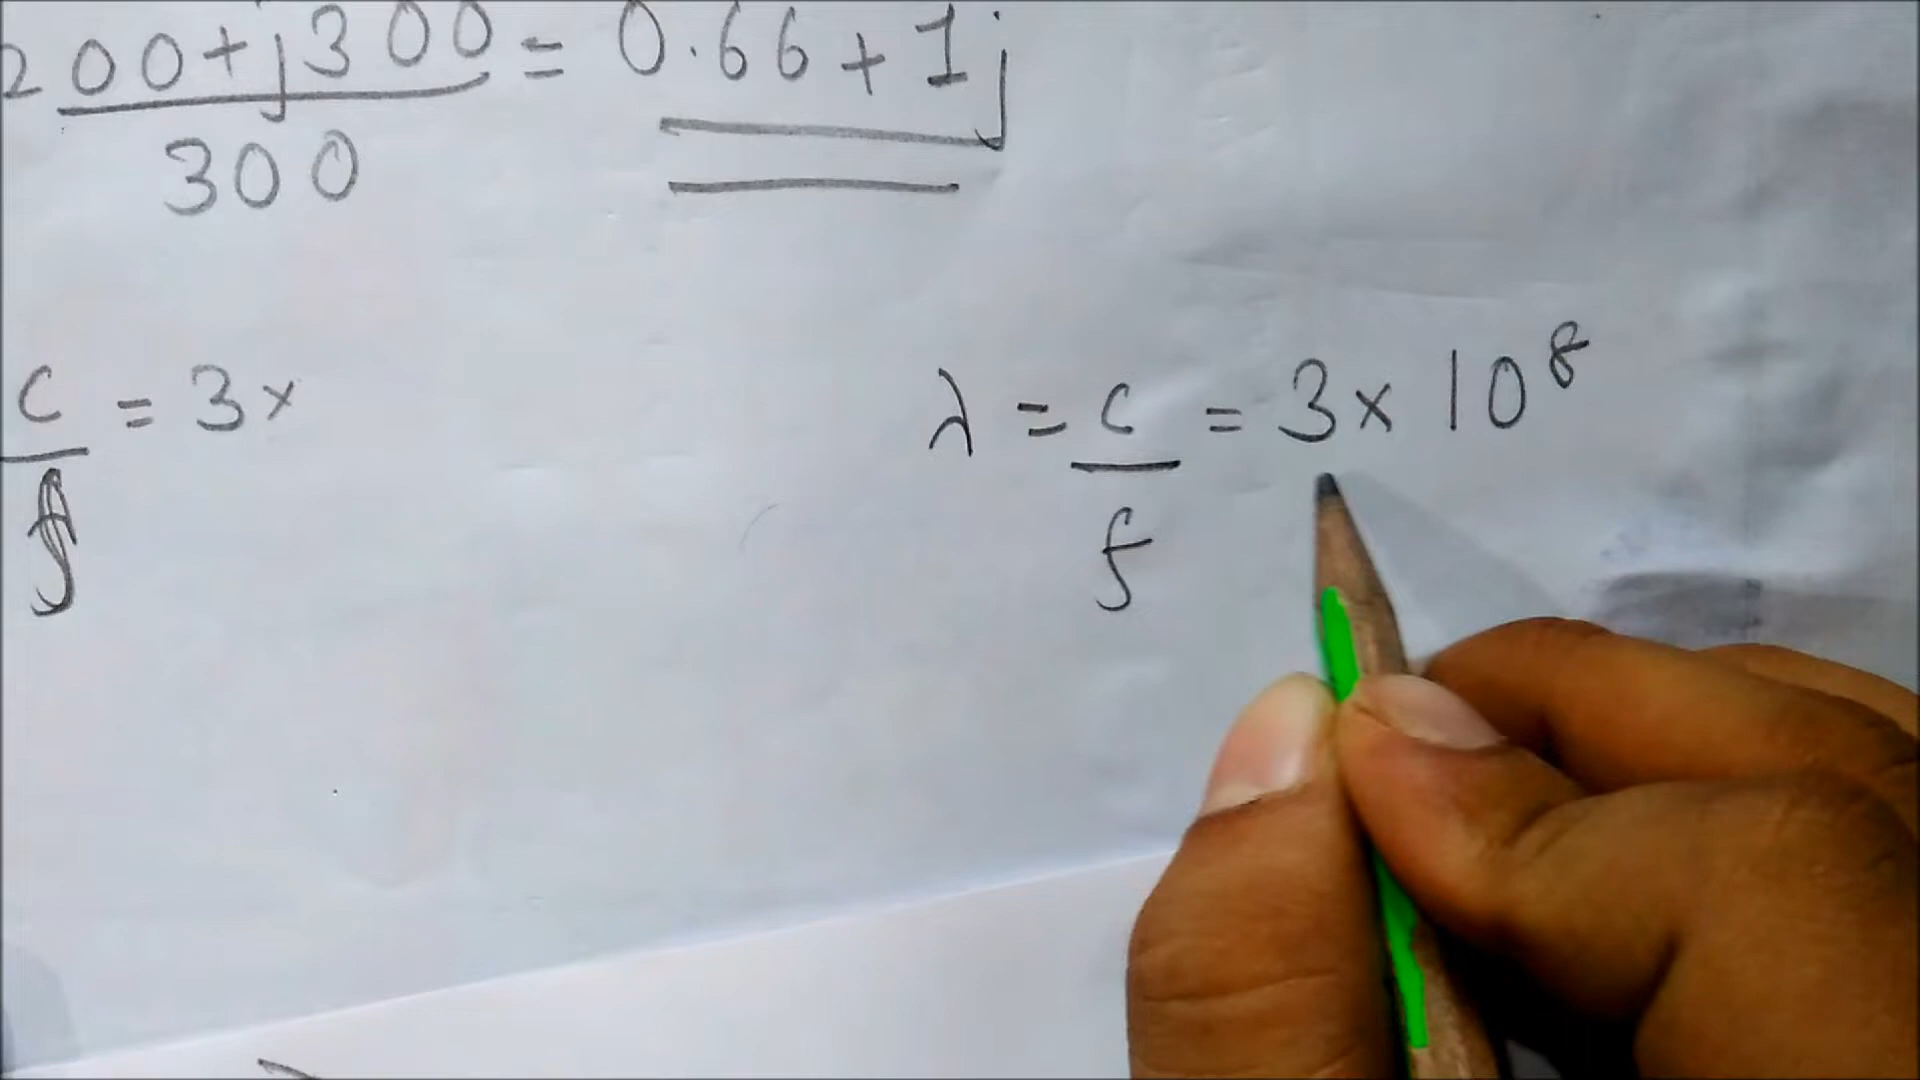 200+j300 = 0.66+1j
300
c = 3×
f
λ = c = 3×10⁸
f